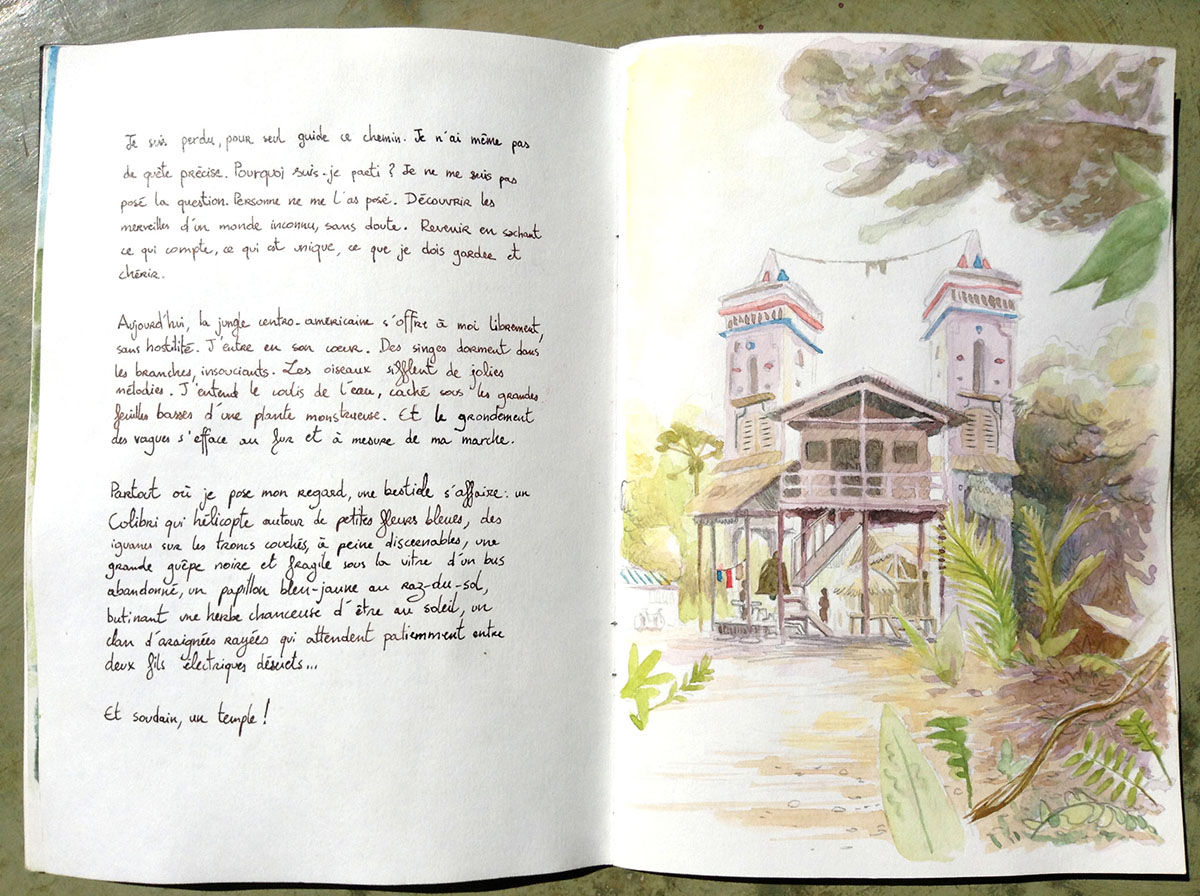 Je suis perdu, pour seul guide ce chemin. Je n'ai même pas
de quête précise. Pourquoi suis-je parti ? Je ne me suis pas
posé la question. Personne ne me l'as posé. Découvrir les
merveilles d'un monde inconnu, sans doute. Revenir en sachant
ce qui compte, ce qui est unique, ce que je dois garder et
chérir.
Aujourd'hui, la jungle centro-américaine s'offre à moi librement,
sans hostilité. J'entre en son cœur. Des singes dorment dans
les branches, insouciants. Les oiseaux sifflent de jolies
mélodies. J'entend le coulis de l'eau, caché sous les grandes
feuilles basses d'une plante monstrueuse. Et le grondement
des vagues s'efface au fur et à mesure de ma marche.
Partout où je pose mon regard, une bestiole s'affaire : un
Colibri qui hélicopte autour de petites fleurs bleues, des
iguanes sur les troncs couchés, à peine discernables, une
grande guêpe noire et fragile sous la vitre d'un bus
abandonné, un papillon bleu-jaune au raz-du-sol,
butinant une herbe chanceuse d'être au soleil, un
clan d'araignées rayées qui attendent patiemment entre
deux fils électriques désuets...
Et soudain, un temple !